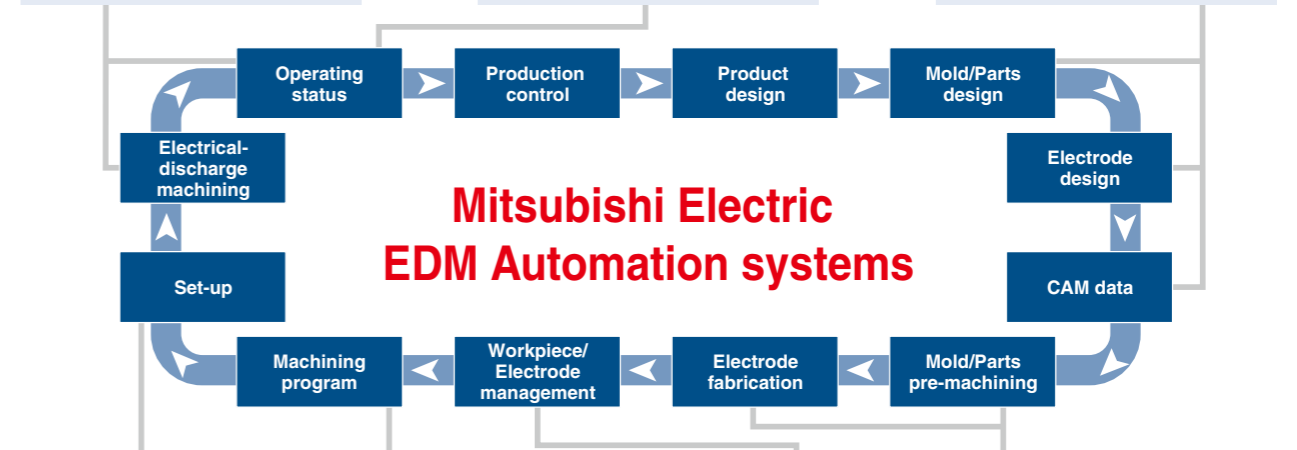 Operating
status
Production
control
Product
design
Mold/Parts
design
Electrical-
discharge
machining
Electrode
design
Mitsubishi Electric
EDM Automation systems
Set-up
CAM data
Machining
program
Workpiece/
Electrode
management
Electrode
fabrication
Mold/Parts
pre-machining